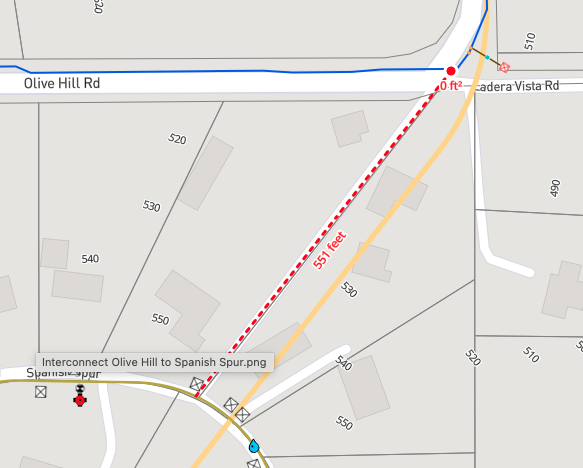 020
510
Olive Hill Rd
0 ft²
adera Vista Rd
520
530
490
540
551 feet
530
550
Interconnect Olive Hill to Spanish Spur.png
Spanish Spur
540
520
510
550